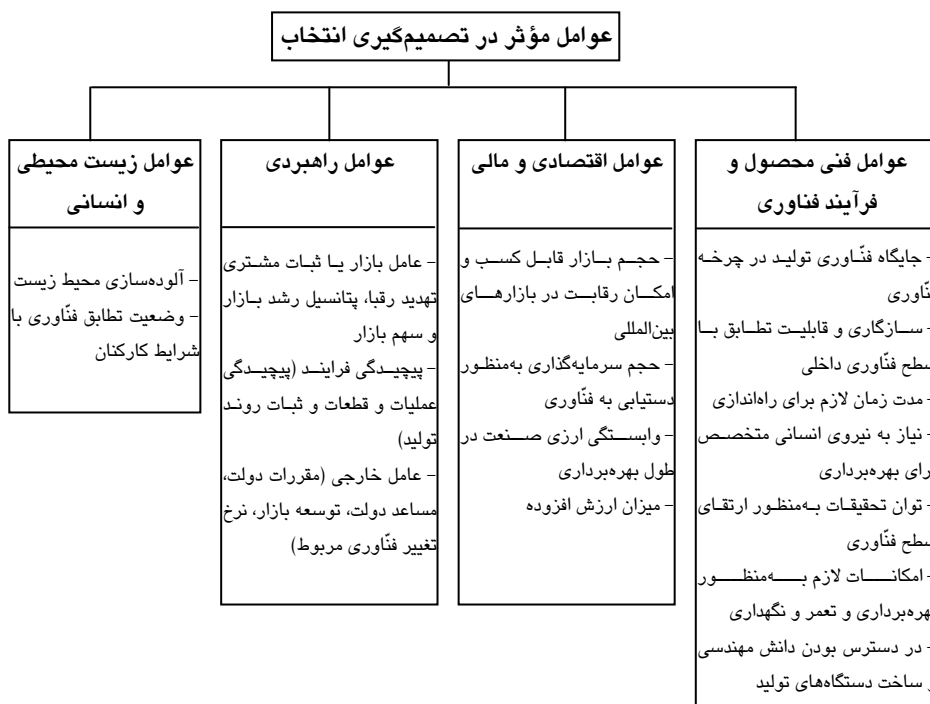 عوامل مؤثر در تصمیم‌گیری انتخاب
عوامل فنی محصول و
فرآیند فناوری
- جایگاه فنّاوری تولید در چرخه
نّاوری
- سازگاری و قابلیت تطابق با
سطح فنّاوری داخلی
- مدت زمان لازم برای راه‌اندازی
- نیاز به نیروی انسانی متخصص
رای بهره‌برداری
- توان تحقیقات به‌منظور ارتقای
سطح فنّاوری
- امکانات لازم به‌منظور
هره‌برداری و تعمر و نگهداری
- در دسترس بودن دانش مهندسی
و ساخت دستگاه‌های تولید
عوامل اقتصادی و مالی
- حجم بازار قابل کسب و
امکان رقابت در بازارهای
بین‌المللی
- حجم سرمایه‌گذاری به‌منظور
دستیابی به فنّاوری
- وابستگی ارزی صنعت در
طول بهره‌برداری
- میزان ارزش افزوده
عوامل راهبردی
- عامل بازار یا ثبات مشتری
تهدید رقبا، پتانسیل رشد بازار
و سهم بازار
- پیچیدگی فرایند (پیچیدگی
عملیات و قطعات و ثبات روند
تولید)
- عامل خارجی (مقررات دولت،
مساعد دولت، توسعه بازار، نرخ
تغییر فنّاوری مربوط)
عوامل زیست محیطی
و انسانی
- آلوده‌سازی محیط زیست
- وضعیت تطابق فنّاوری با
شرایط کارکنان